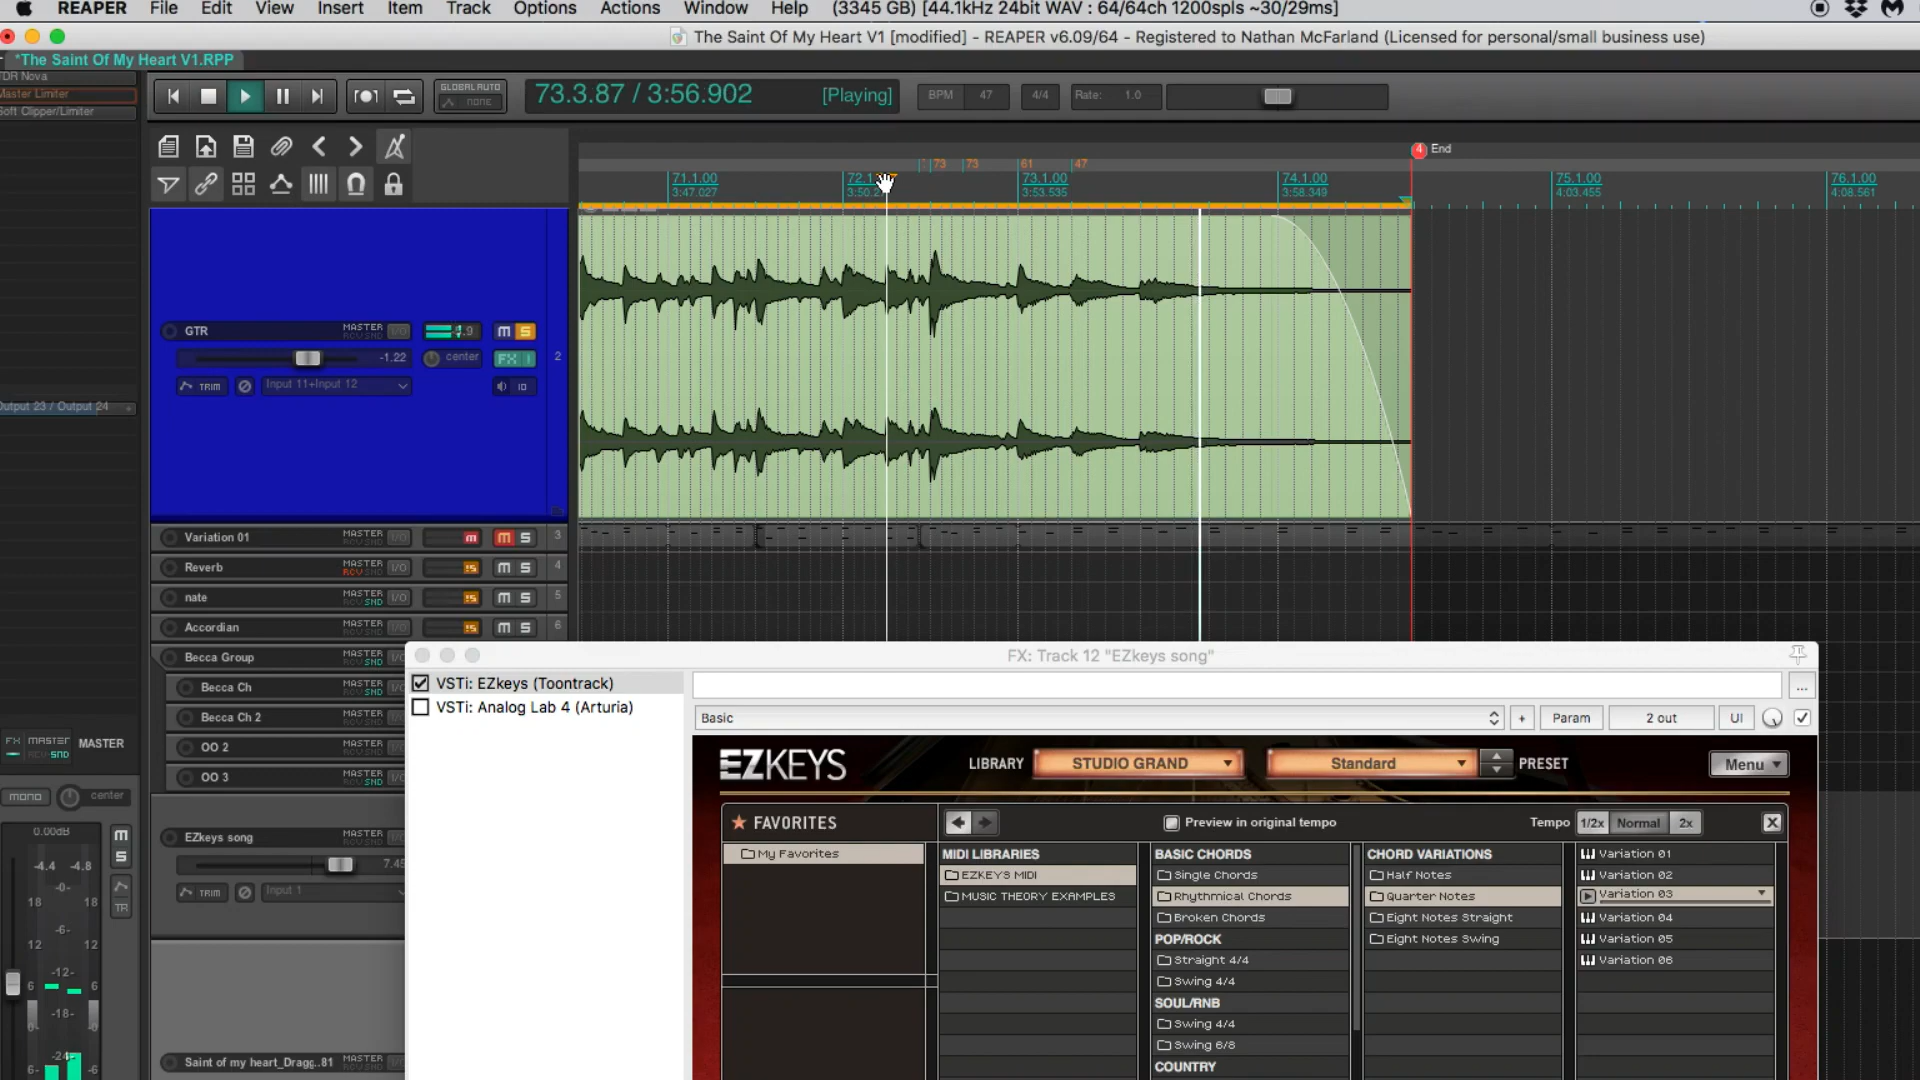 REAPER File Edit View Insert Item Track Options Actions Window Help (3345 GB) [44.1kHz 24bit WAV : 64/64ch 1200spls ~30/29ms]
The Saint Of My Heart V1 [modified] - REAPER v6.09/64 - Registered to Nathan McFarland (Licensed for personal/small business use)
*The Saint Of My Heart V1.RPP
TDR Nova
Master Limiter
Soft Clipper/Limiter
GLOBAL AUTO
NONE
73.3.87 / 3:56.902 [Playing]
BPM 47 4/4 Rate: 1.0
4 End
73 73 61 47
71.1.00 73.1.00 74.1.00 75.1.00 76.1.00
3:47.027 3:53.535 3:58.349 4:03.455 4:08.561
GTR MASTER RCV SND I/O M S
-1.22 center FX 2
TRIM Input 11+Input 12
Output 23 / Output 24
Variation 01 MASTER RCV SND I/O M S 3
Reverb MASTER RCV SND I/O M S 4
nate MASTER RCV SND I/O M S 5
Accordian MASTER RCV SND I/O M S 6
Becca Group MASTER RCV SND
Becca Ch MASTER RCV SND
Becca Ch 2 MASTER RCV SND
OO 2 MASTER RCV SND
OO 3 MASTER RCV SND
FX MASTER SND MASTER
mono center
0.00dB M
S
-4.4 -4.8
TR
EZkeys song MASTER RCV SND
7.45
TRIM Input 1
Saint of my heart_Dragg..81 MASTER
-0-
18 18
-6-
12 12
-12-
6 6
-18-
0 0
-24-
6- -6
FX: Track 12 "EZkeys song"
VSTi: EZkeys (Toontrack)
VSTi: Analog Lab 4 (Arturia)
...
Basic + Param 2 out UI
EZKEYS LIBRARY STUDIO GRAND Standard PRESET Menu
FAVORITES Preview in original tempo Tempo 1/2x Normal 2x X
My Favorites
MIDI LIBRARIES
EZKEYS MIDI
MUSIC THEORY EXAMPLES
BASIC CHORDS
Single Chords
Rhythmical Chords
Broken Chords
POP/ROCK
Straight 4/4
Swing 4/4
SOUL/RNB
Swing 4/4
Swing 6/8
COUNTRY
CHORD VARIATIONS
Half Notes
Quarter Notes
Eight Notes Straight
Eight Notes Swing
Variation 01
Variation 02
Variation 03
Variation 04
Variation 05
Variation 06